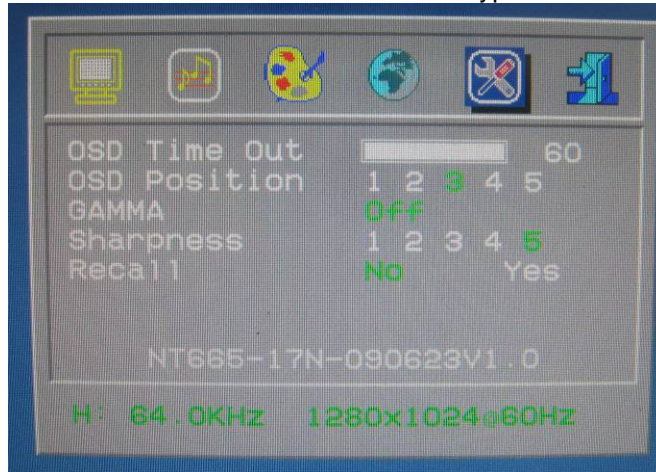 OSD Time Out 60
OSD Position 1 2 3 4 5
GAMMA Off
Sharpness 1 2 3 4 5
Recall No Yes
NT665-17N-090623V1.0
H: 64.0KHz 1280x1024@60Hz